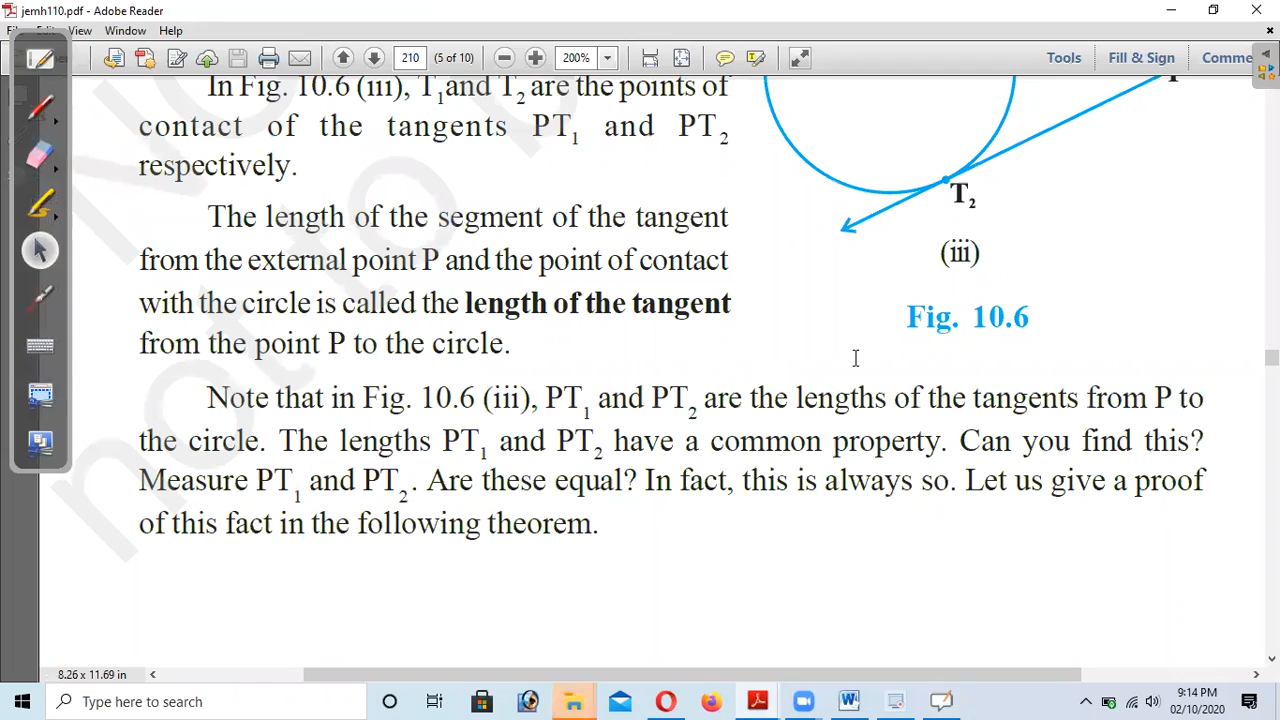 jemh110.pdf - Adobe Reader
File Edit View Window Help
210 (5 of 10) 200% Tools Fill & Sign Comme
In Fig. 10.6 (iii), T1 and T2 are the points of
contact of the tangents PT1 and PT2
respectively.
The length of the segment of the tangent
from the external point P and the point of contact
with the circle is called the length of the tangent
from the point P to the circle.
T2
(iii)
Fig. 10.6
Note that in Fig. 10.6 (iii), PT1 and PT2 are the lengths of the tangents from P to
the circle. The lengths PT1 and PT2 have a common property. Can you find this?
Measure PT1 and PT2. Are these equal? In fact, this is always so. Let us give a proof
of this fact in the following theorem.
not to b
8.26 x 11.69 in
Type here to search
9:14 PM
02/10/2020